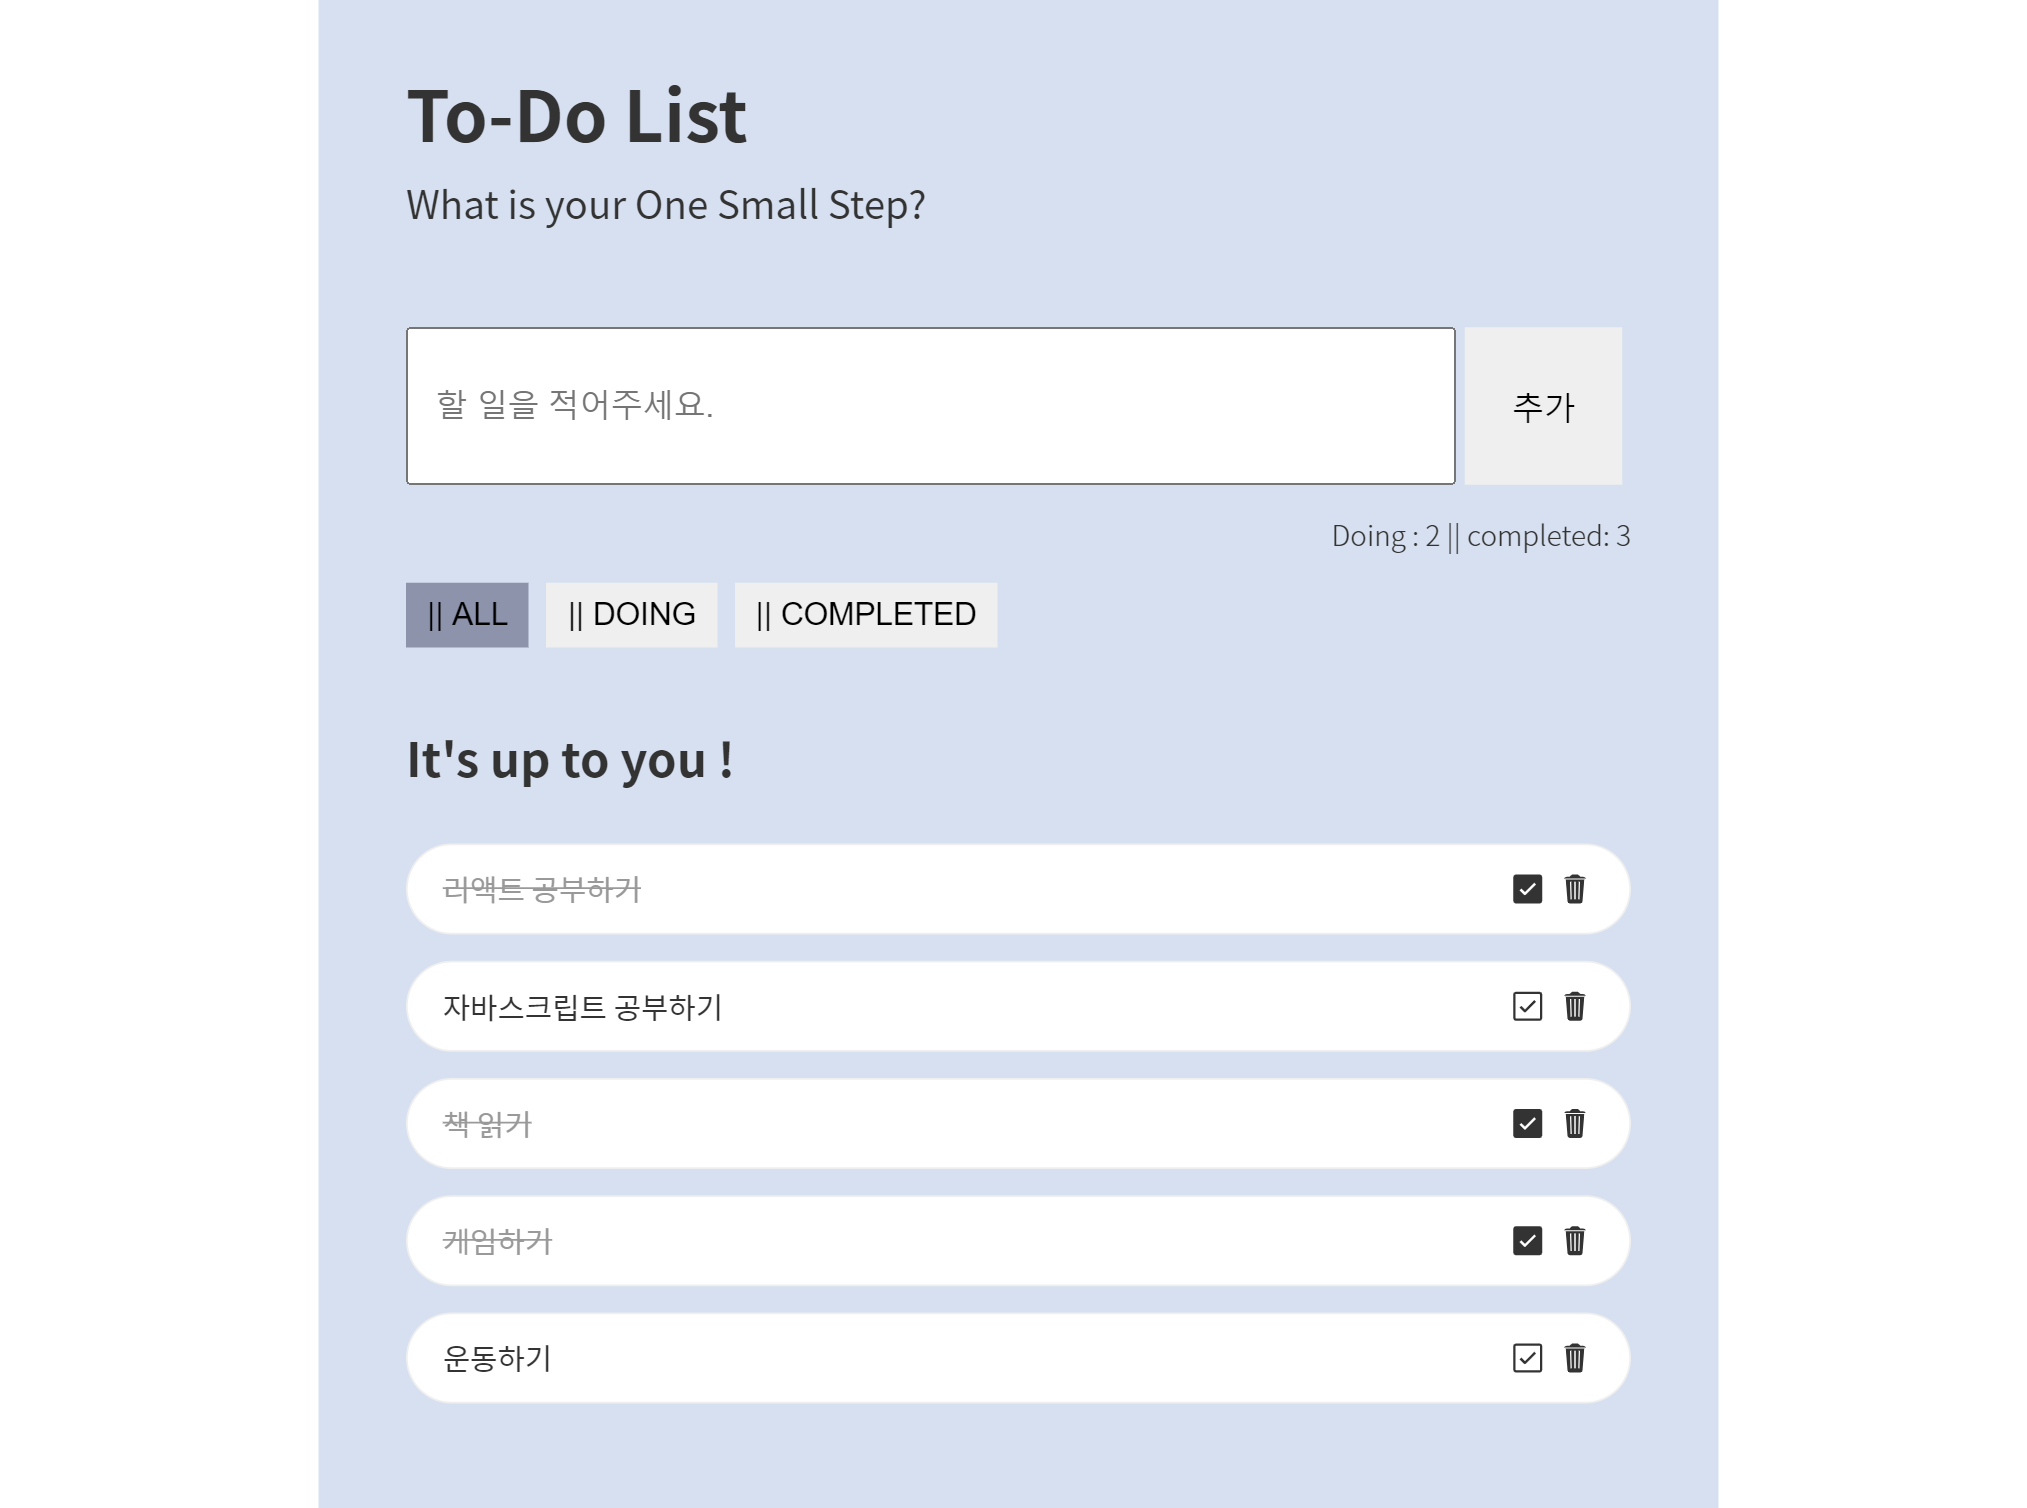 To-Do List
What is your One Small Step?
할 일을 적어주세요.
추가
Doing : 2 || completed: 3
|| ALL
|| DOING
|| COMPLETED
It's up to you !
리액트 공부하기
자바스크립트 공부하기
책 읽기
게임하기
운동하기